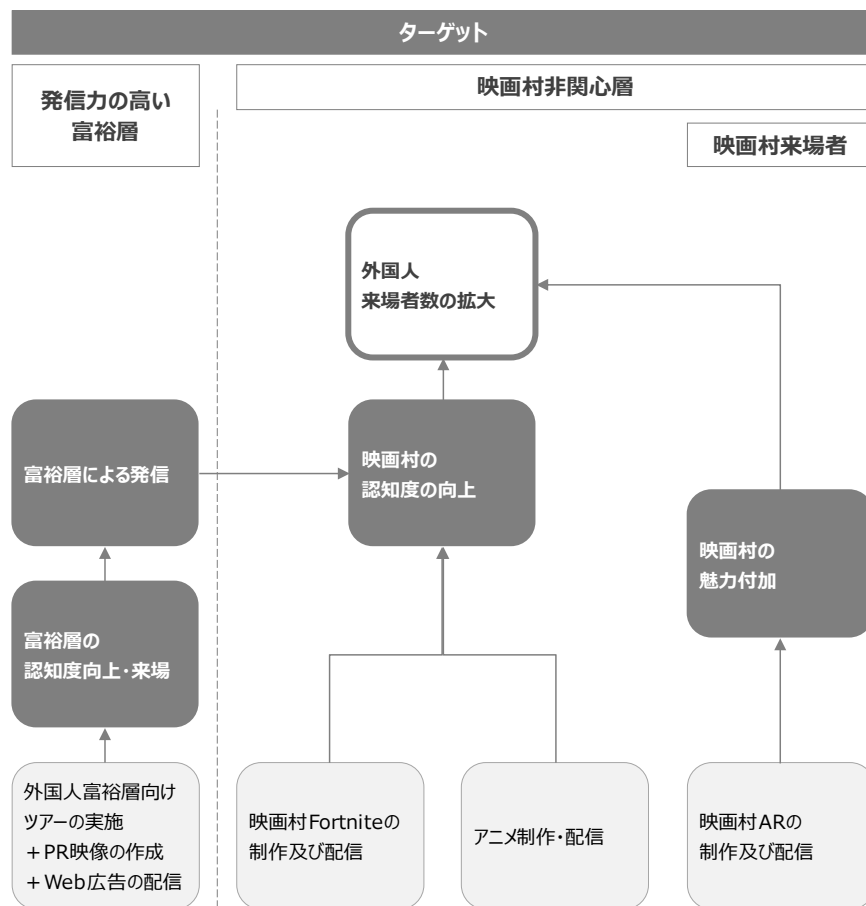 ターゲット
発信力の高い
富裕層
映画村非関心層
映画村来場者
外国人
来場者数の拡大
富裕層による発信
映画村の
認知度の向上
映画村の
魅力付加
富裕層の
認知度向上・来場
外国人富裕層向け
ツアーの実施
+PR映像の作成
+Web広告の配信
映画村Fortniteの
制作及び配信
アニメ制作・配信
映画村ARの
制作及び配信